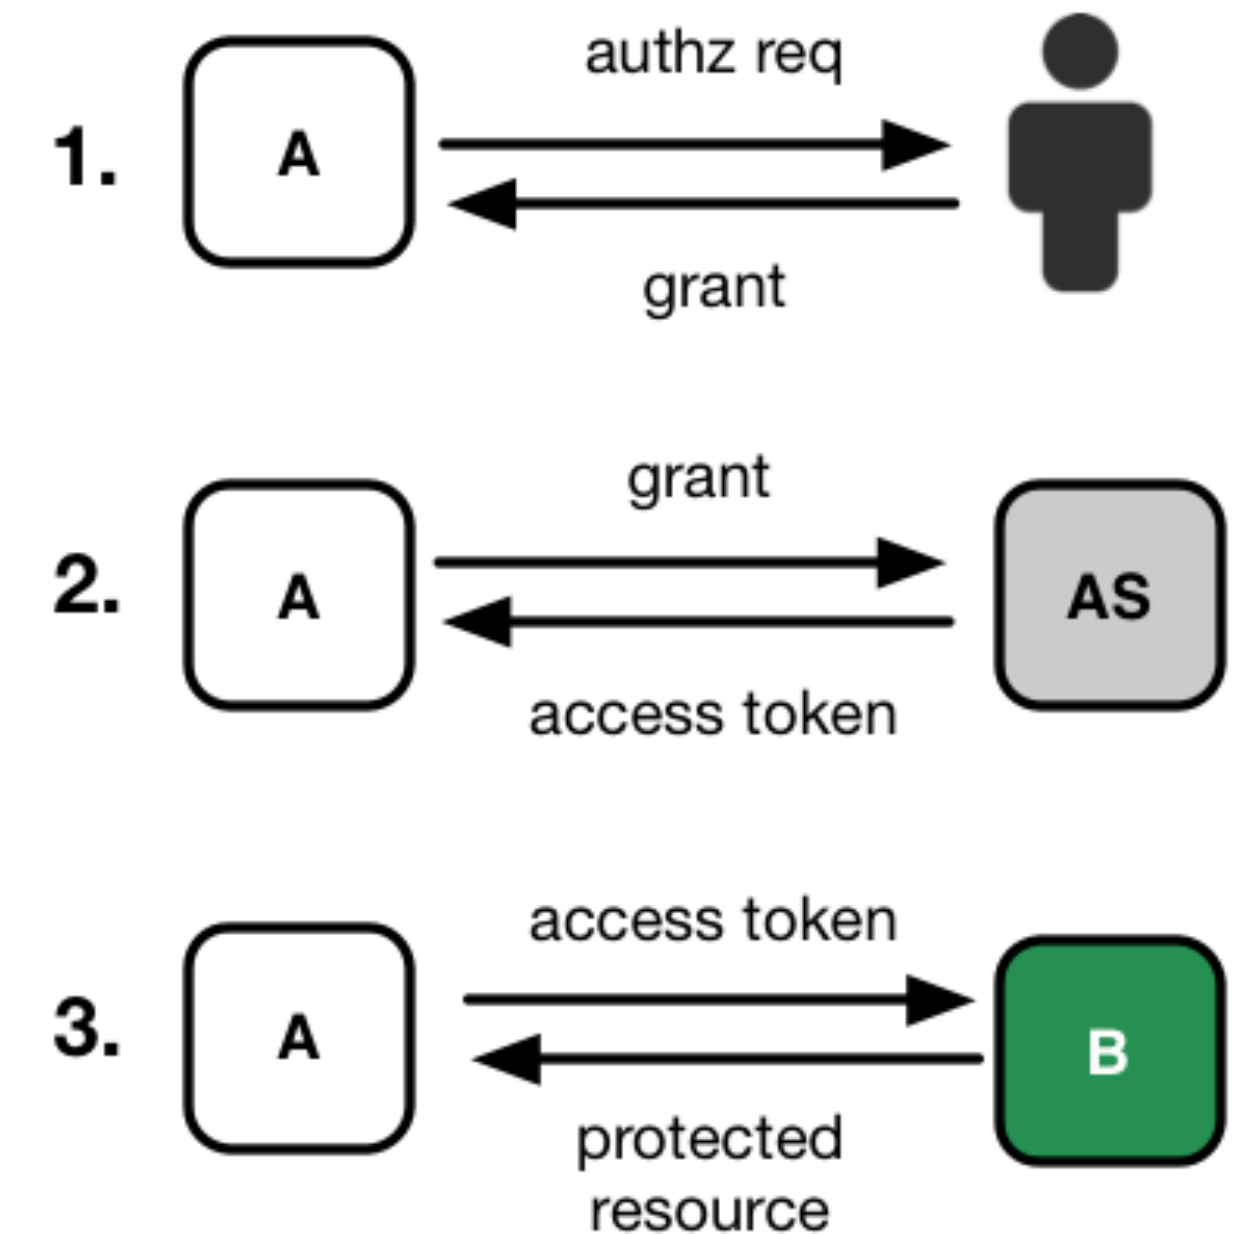 authz req
1.
A
grant
grant
2.
A
AS
access token
access token
3.
A
B
protected
resource